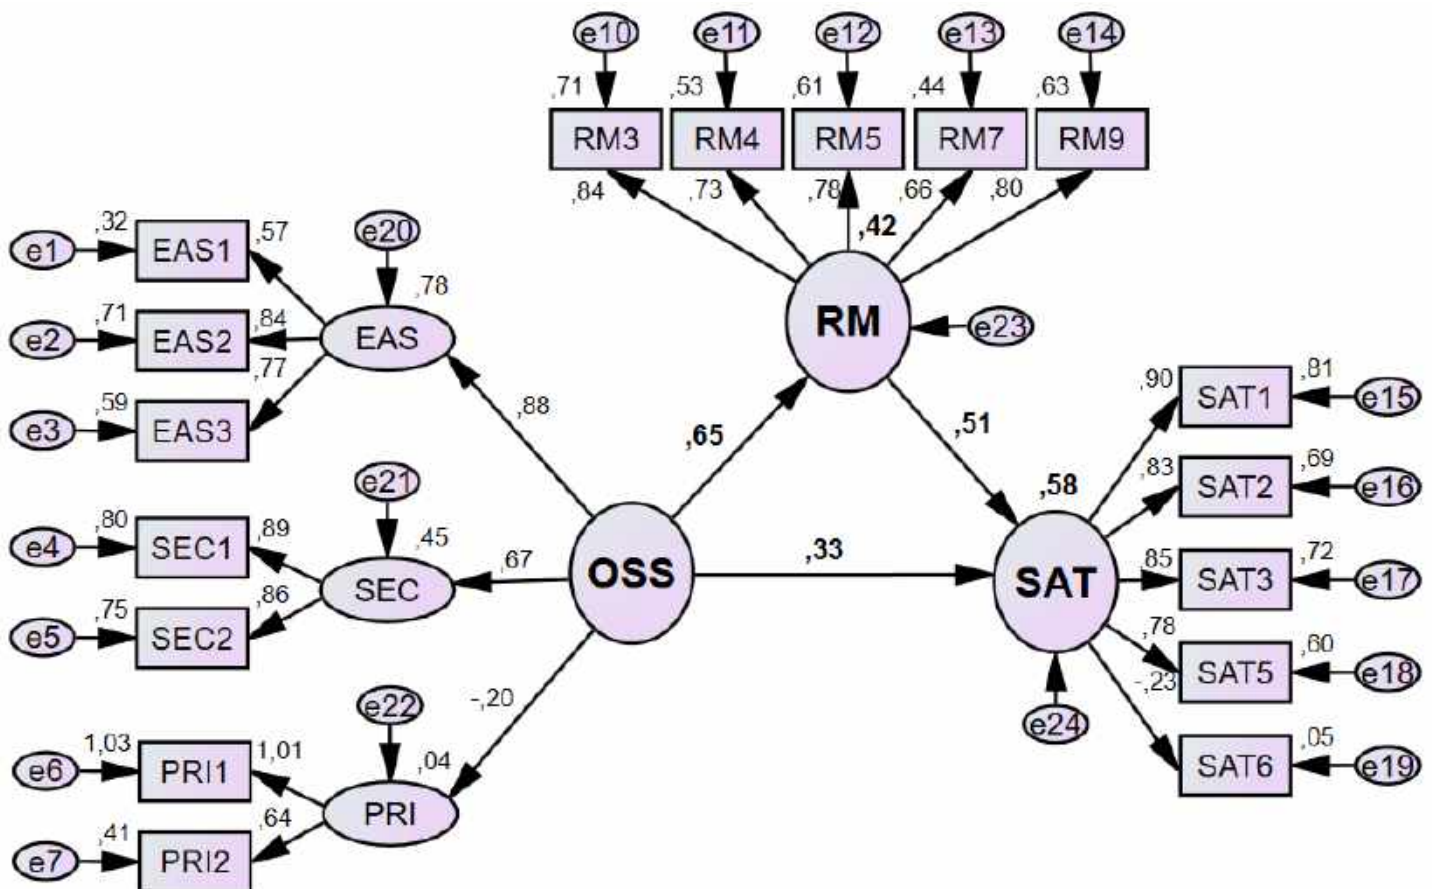 e10 e11 e12 e13 e14
,71 ,53 ,61 ,44 ,63
RM3 RM4 RM5 RM7 RM9
,84 ,73 ,78 ,66 ,80
,42
RM
e23
e1 ,32 EAS1 ,57
e20
e2 ,71 EAS2 ,84 EAS ,78
,77
e3 ,59 EAS3
,88
,65
,51
e21
e4 ,80 SEC1 ,89
SEC ,45
,67
e5 ,75 SEC2 ,86
OSS
,33
,58
SAT
e24
,90 SAT1 ,81 e15
,83 SAT2 ,69 e16
,85 SAT3 ,72 e17
,78 SAT5 ,60 e18
-,23
SAT6 ,05 e19
-,20
e22
e6 1,03 PRI1 1,01
PRI ,04
,64
e7 ,41 PRI2